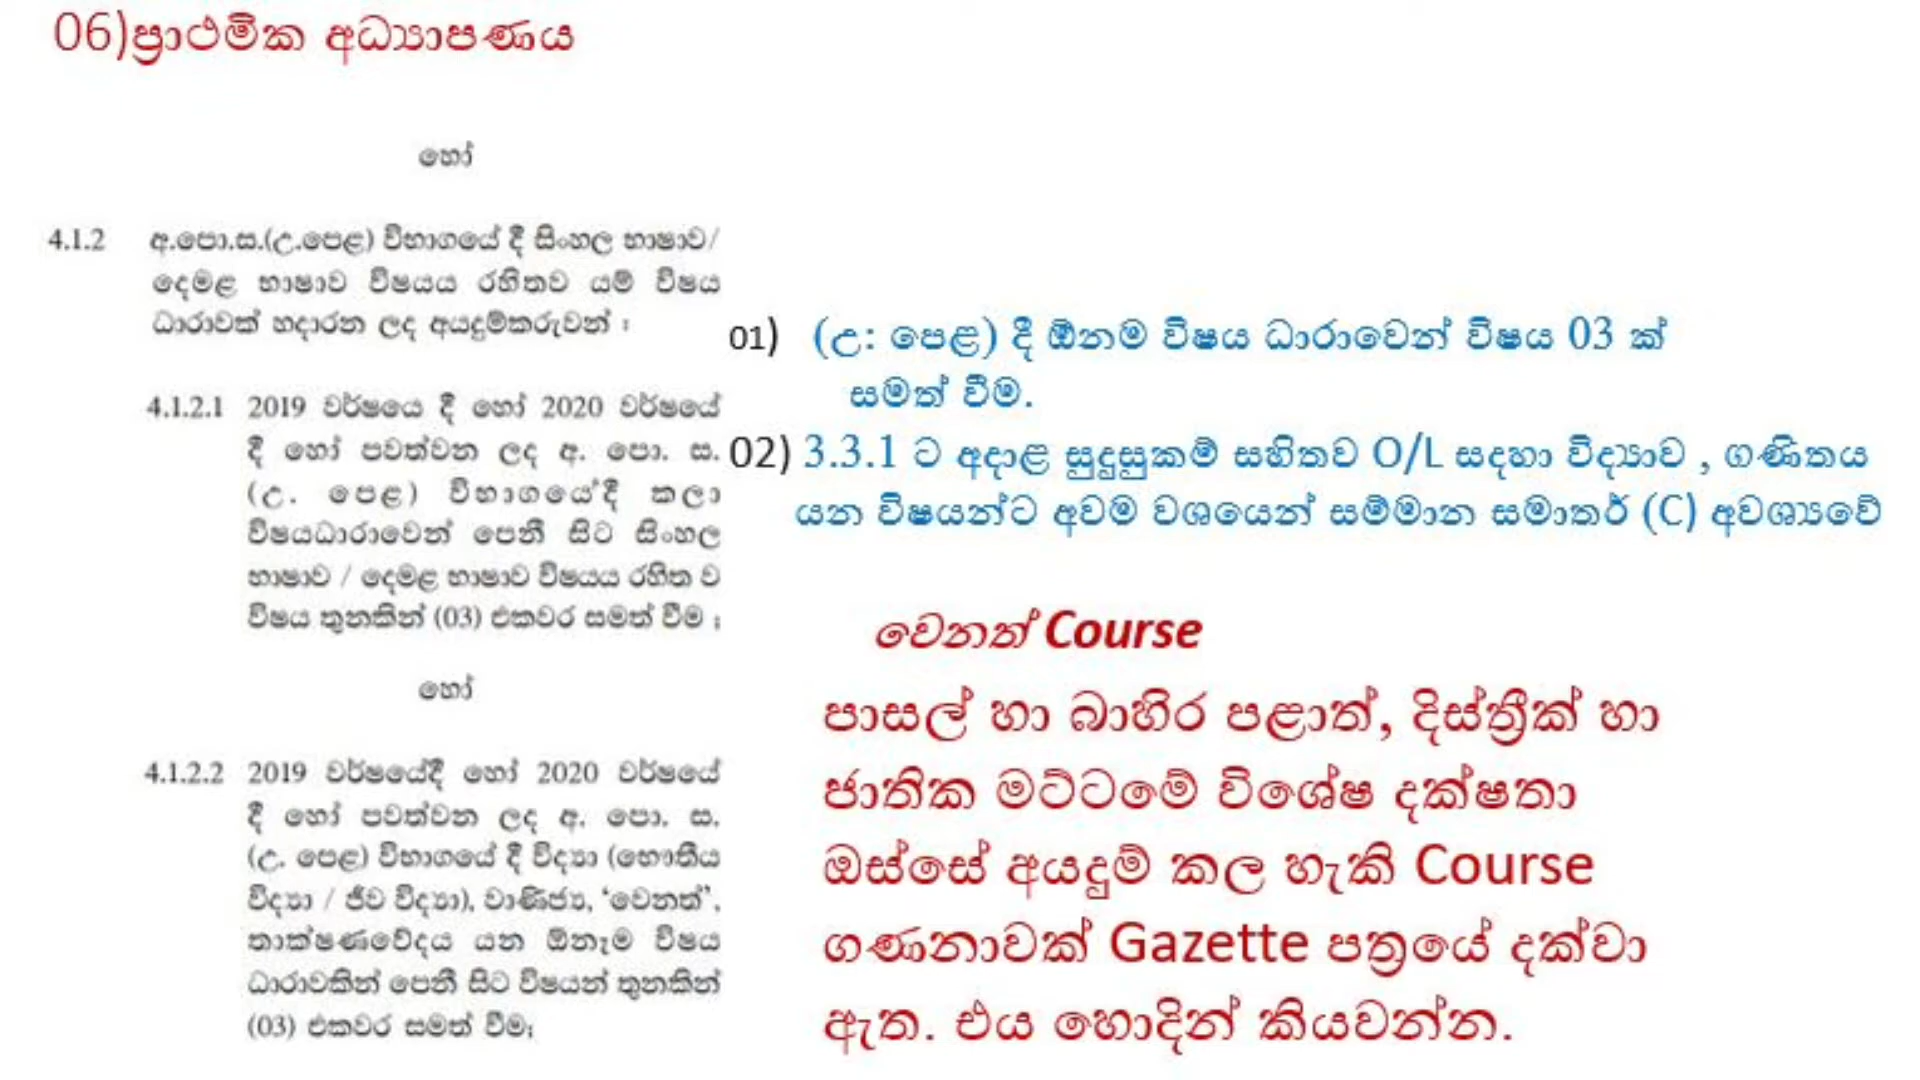 06)ප්‍රාථමික අධ්‍යාපණය
හෝ
4.1.2 අ.පො.ස.(උ.පෙළ) විභාගයේ දී සිංහල භාෂාව/
දෙමළ භාෂාව විෂයය රහිතව යම් විෂය
ධාරාවක් හදාරන ලද අයදුම්කරුවන් :
4.1.2.1 2019 වර්ෂයෙ දී හෝ 2020 වර්ෂයේ
දී හෝ පවත්වන ලද අ. පො. ස.
(උ. පෙළ) විභාගයේ දී කලා
විෂයධාරාවෙන් පෙනී සිට සිංහල
භාෂාව / දෙමළ භාෂාව විෂයය රහිත ව
විෂය තුනකින් (03) එකවර සමත් වීම ;
හෝ
4.1.2.2 2019 වර්ෂයේදී හෝ 2020 වර්ෂයේ
දී හෝ පවත්වන ලද අ. පො. ස.
(උ. පෙළ) විභාගයේ දී විද්‍යා (භෞතීය
විද්‍යා / ජීව විද්‍යා), වාණිජ්‍ය, ‘වෙනත්’,
තාක්ෂණවේදය යන ඕනෑම විෂය
ධාරාවකින් පෙනී සිට විෂයන් තුනකින්
(03) එකවර සමත් වීම;
01) (උ: පෙළ) දී ඕනම විෂය ධාරාවෙන් විෂය 03 ක්
සමත් වීම.
02) 3.3.1 ට අදාළ සුදුසුකම් සහිතව O/L සදහා විද්‍යාව , ගණිතය
යන විෂයන්ට අවම වශයෙන් සම්මාන සමාතර් (C) අවශ්‍යවේ
වෙනත් Course
පාසල් හා බාහිර පළාත්, දිස්ත්‍රීක් හා
ජාතික මට්ටමේ විශේෂ දක්ෂතා
ඔස්සේ අයදුම් කල හැකි Course
ගණනාවක් Gazette පත්‍රයේ දක්වා
ඇත. එය හොදින් කියවන්න.